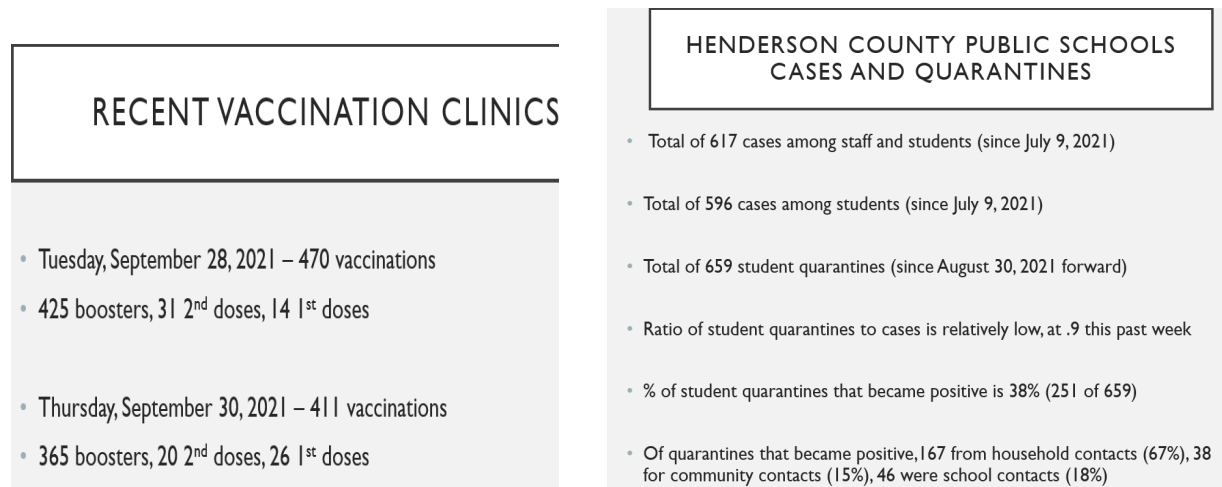 RECENT VACCINATION CLINICS
• Tuesday, September 28, 2021 – 470 vaccinations
• 425 boosters, 31 2nd doses, 14 1st doses
• Thursday, September 30, 2021 – 411 vaccinations
• 365 boosters, 20 2nd doses, 26 1st doses
HENDERSON COUNTY PUBLIC SCHOOLS
CASES AND QUARANTINES
• Total of 617 cases among staff and students (since July 9, 2021)
• Total of 596 cases among students (since July 9, 2021)
• Total of 659 student quarantines (since August 30, 2021 forward)
• Ratio of student quarantines to cases is relatively low, at .9 this past week
• % of student quarantines that became positive is 38% (251 of 659)
• Of quarantines that became positive,167 from household contacts (67%), 38
for community contacts (15%), 46 were school contacts (18%)